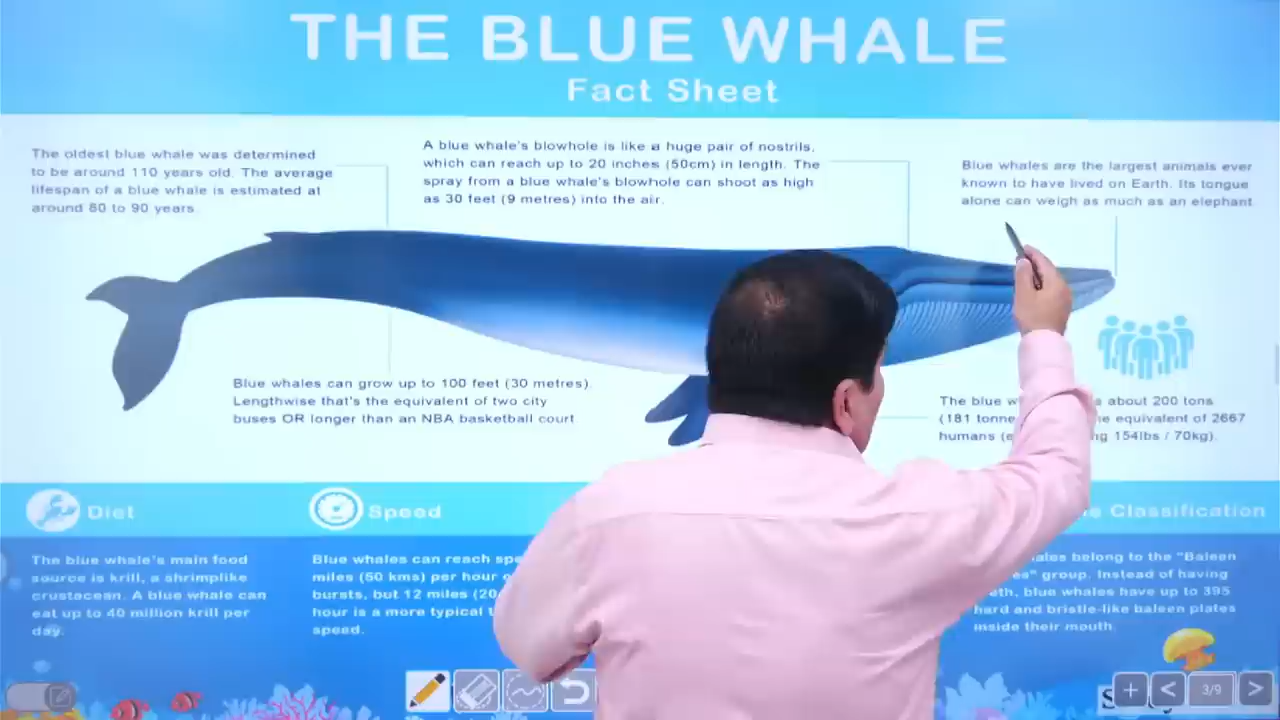 THE BLUE WHALE
Fact Sheet
The oldest blue whale was determined
to be around 110 years old. The average
lifespan of a blue whale is estimated at
around 80 to 90 years.
A blue whale's blowhole is like a huge pair of nostrils,
which can reach up to 20 inches (50cm) in length. The
spray from a blue whale's blowhole can shoot as high
as 30 feet (9 metres) into the air.
Blue whales are the largest animals ever
known to have lived on Earth. Its tongue
alone can weigh as much as an elephant
Blue whales can grow up to 100 feet (30 metres).
Lengthwise that's the equivalent of two city
buses OR longer than an NBA basketball court
The blue about 200 tons
(181 equivalent of 2667
humans 154lbs / 70kg).
Diet
The blue whale's main food
source is krill, a shrimplike
crustacean. A blue whale can
eat up to 40 million krill per
day.
Speed
Blue whales can reach
miles (50 kms) per hour
bursts, but 12 miles
hour is a more typical
speed.
Classification
belong to the "Baleen
group. Instead of having
blue whales have up to 395
hard and bristle-like baleen plates
inside their mouth.
3/9